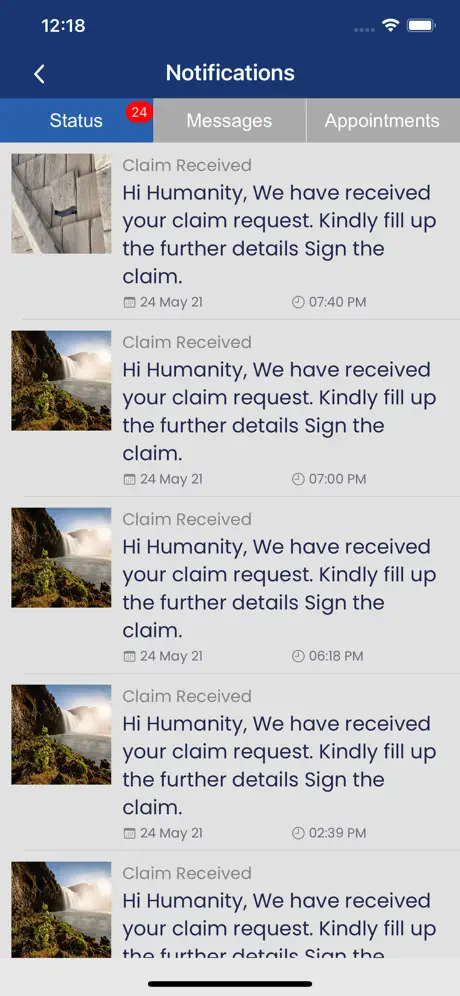 12:18
Notifications
Status
24
Messages
Appointments
Claim Received
Hi Humanity, We have received
your claim request. Kindly fill up
the further details Sign the
claim.
24 May 21
07:40 PM
Claim Received
Hi Humanity, We have received
your claim request. Kindly fill up
the further details Sign the
claim.
24 May 21
07:00 PM
Claim Received
Hi Humanity, We have received
your claim request. Kindly fill up
the further details Sign the
claim.
24 May 21
06:18 PM
Claim Received
Hi Humanity, We have received
your claim request. Kindly fill up
the further details Sign the
claim.
24 May 21
02:39 PM
Claim Received
Hi Humanity, We have received
your claim request. Kindly fill up
the further details Sign the